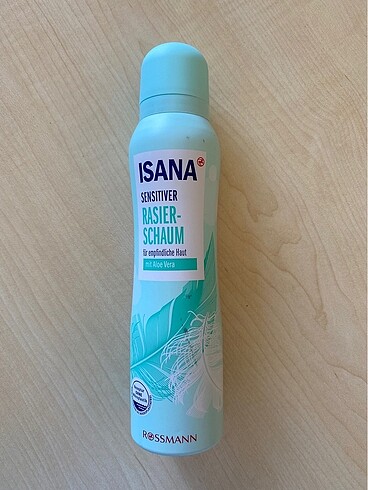 ISANA
SENSITIVER
RASIER-
SCHAUM
für empfindliche Haut
mit Aloe Vera
ROSSMANN